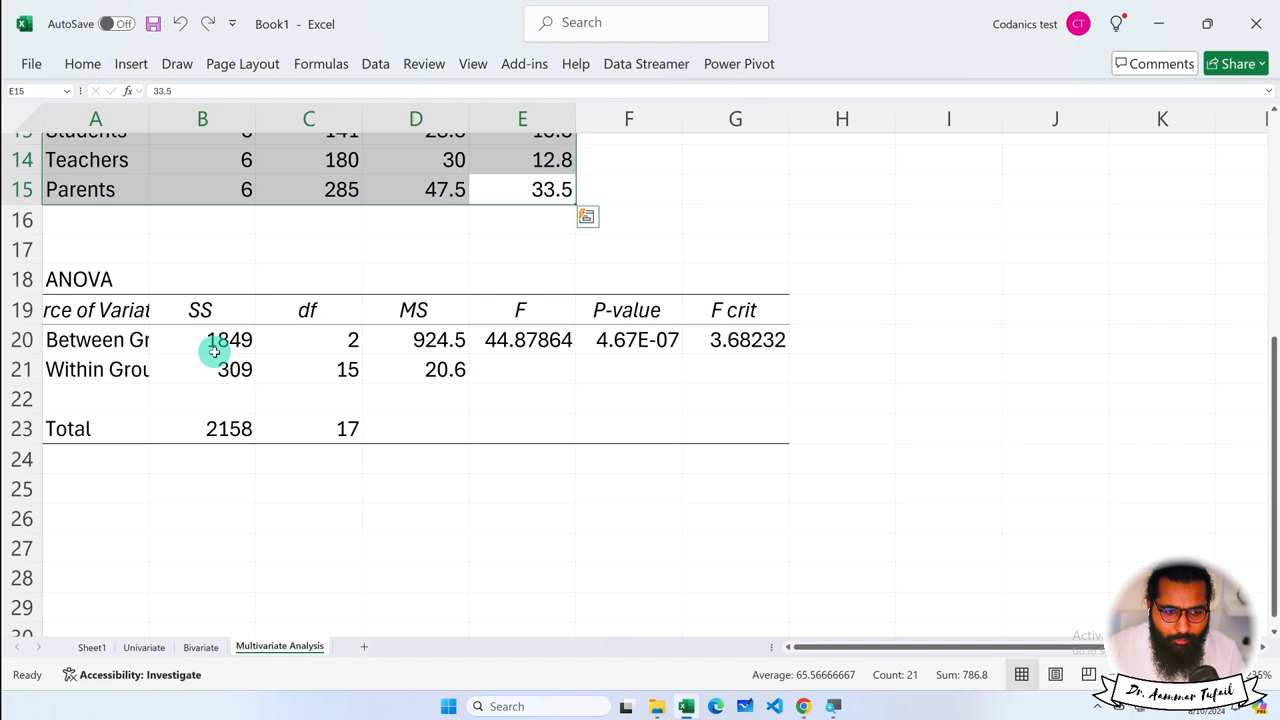 AutoSave Off Book1 - Excel Search Codanics test CT
File Home Insert Draw Page Layout Formulas Data Review View Add-ins Help Data Streamer Power Pivot Comments Share
E15 fx 33.5
A B C D E F G H I J K
13 Students 6 141
14 Teachers 6 180 30 12.8
15 Parents 6 285 47.5 33.5
16
17
18 ANOVA
19 rce of Variat SS df MS F P-value F crit
20 Between Gr 1849 2 924.5 44.87864 4.67E-07 3.68232
21 Within Grou 309 15 20.6
22
23 Total 2158 17
24
25
26
27
28
29
30
Sheet1 Univariate Bivariate Multivariate Analysis
Ready Accessibility: Investigate Average: 65.56666667 Count: 21 Sum: 786.8
Dr. Aammar Tufail
Search
8/10/2024